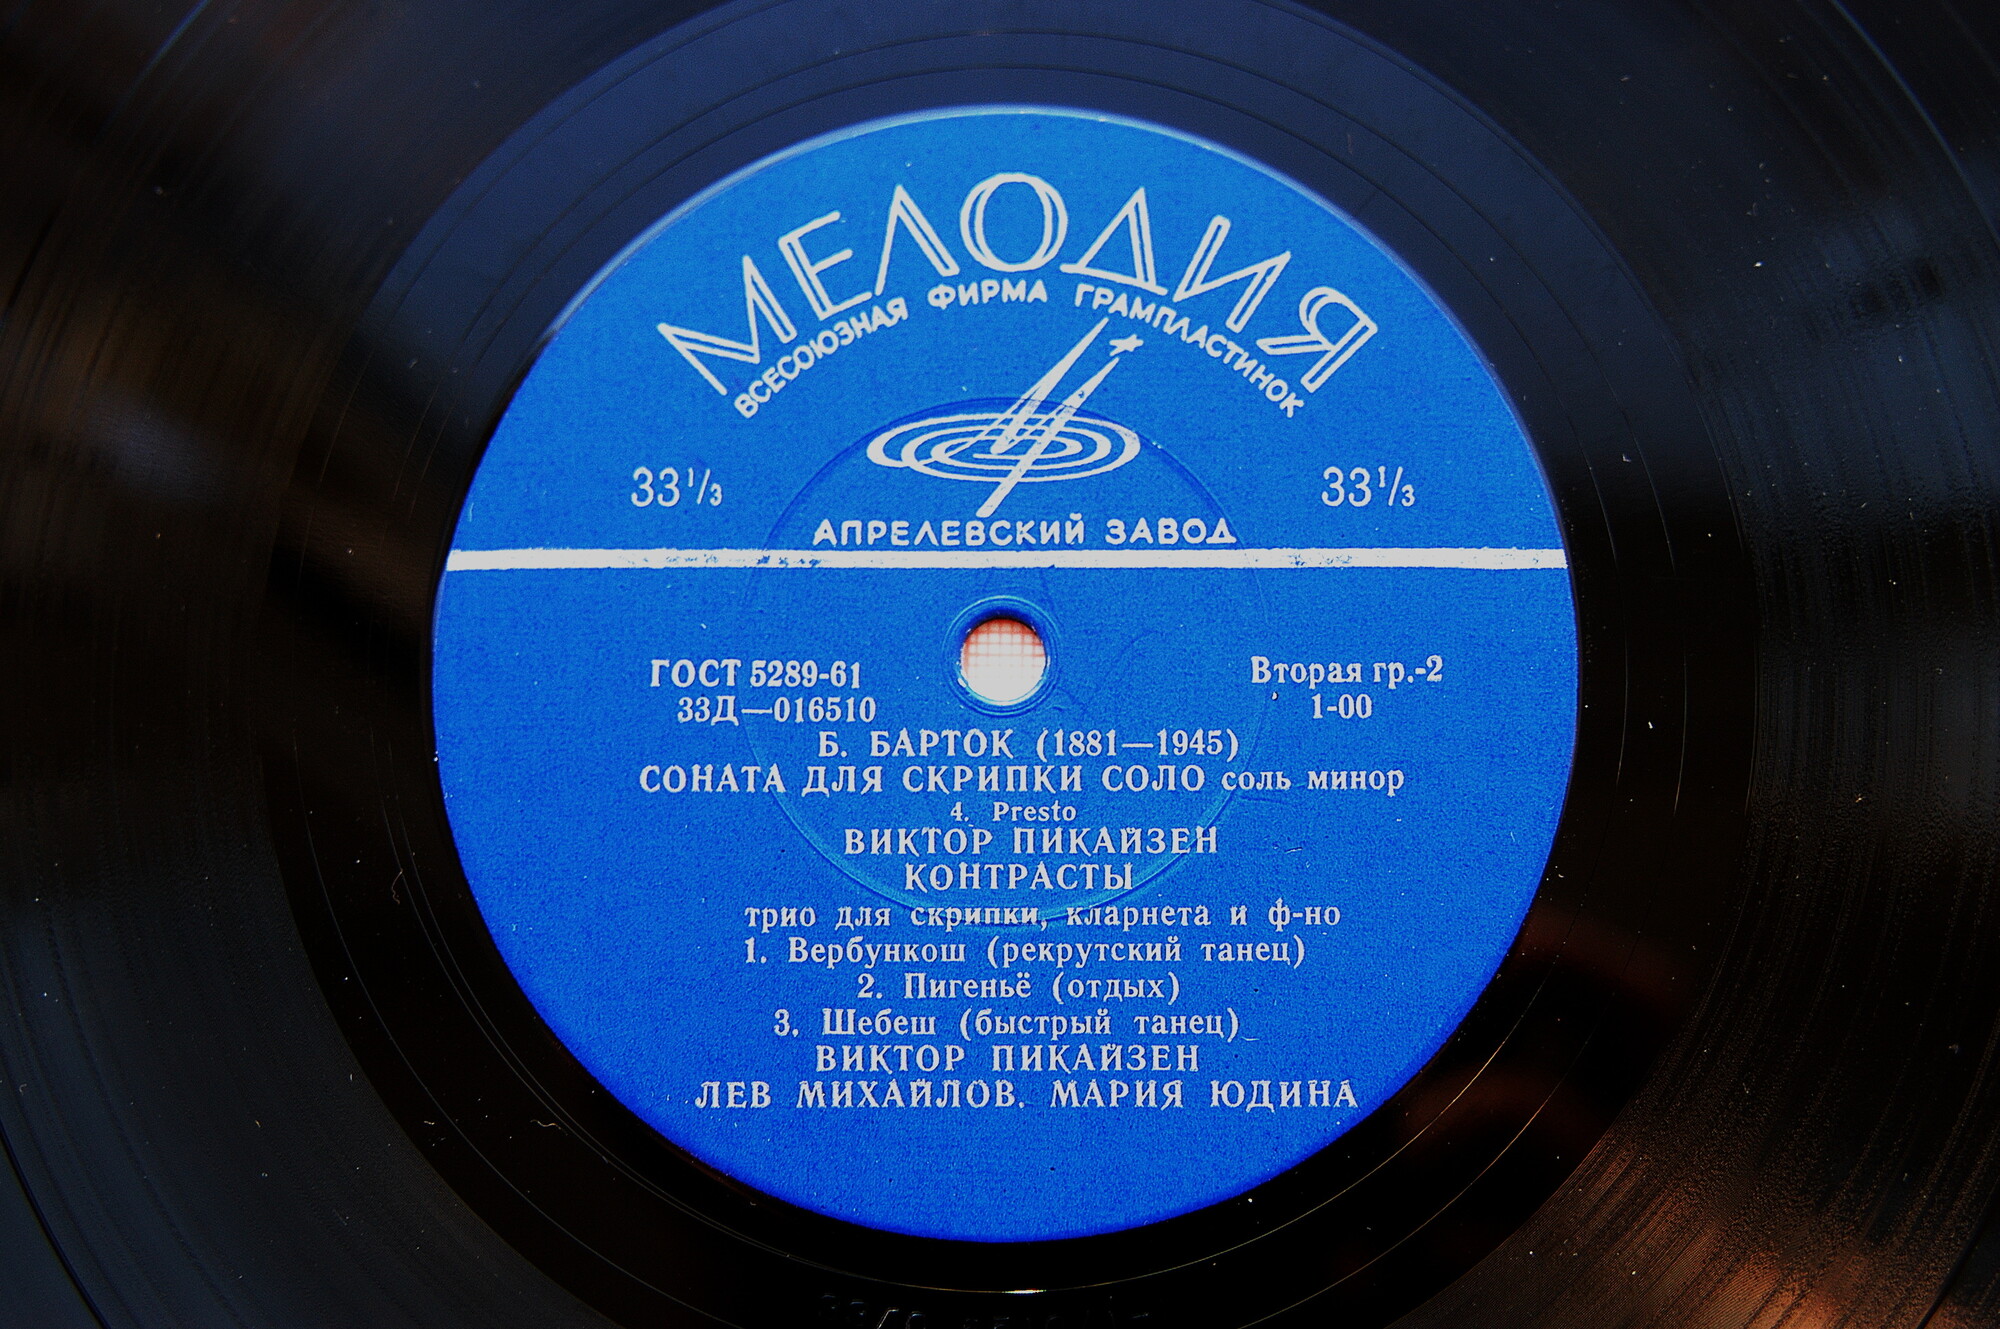 МЕЛОДИЯ
ВСЕСОЮЗНАЯ ФИРМА ГРАМПЛАСТИНОК
33⅓ 33⅓
АПРЕЛЕВСКИЙ ЗАВОД
ГОСТ 5289-61 Вторая гр.-2
33Д—016510 1-00
Б. БАРТОК (1881—1945)
СОНАТА ДЛЯ СКРИПКИ СОЛО соль минор
4. Presto
ВИКТОР ПИКАЙЗЕН
КОНТРАСТЫ
трио для скрипки, кларнета и ф-но
1. Вербункош (рекрутский танец)
2. Пигеньё (отдых)
3. Шебеш (быстрый танец)
ВИКТОР ПИКАЙЗЕН
ЛЕВ МИХАЙЛОВ. МАРИЯ ЮДИНА